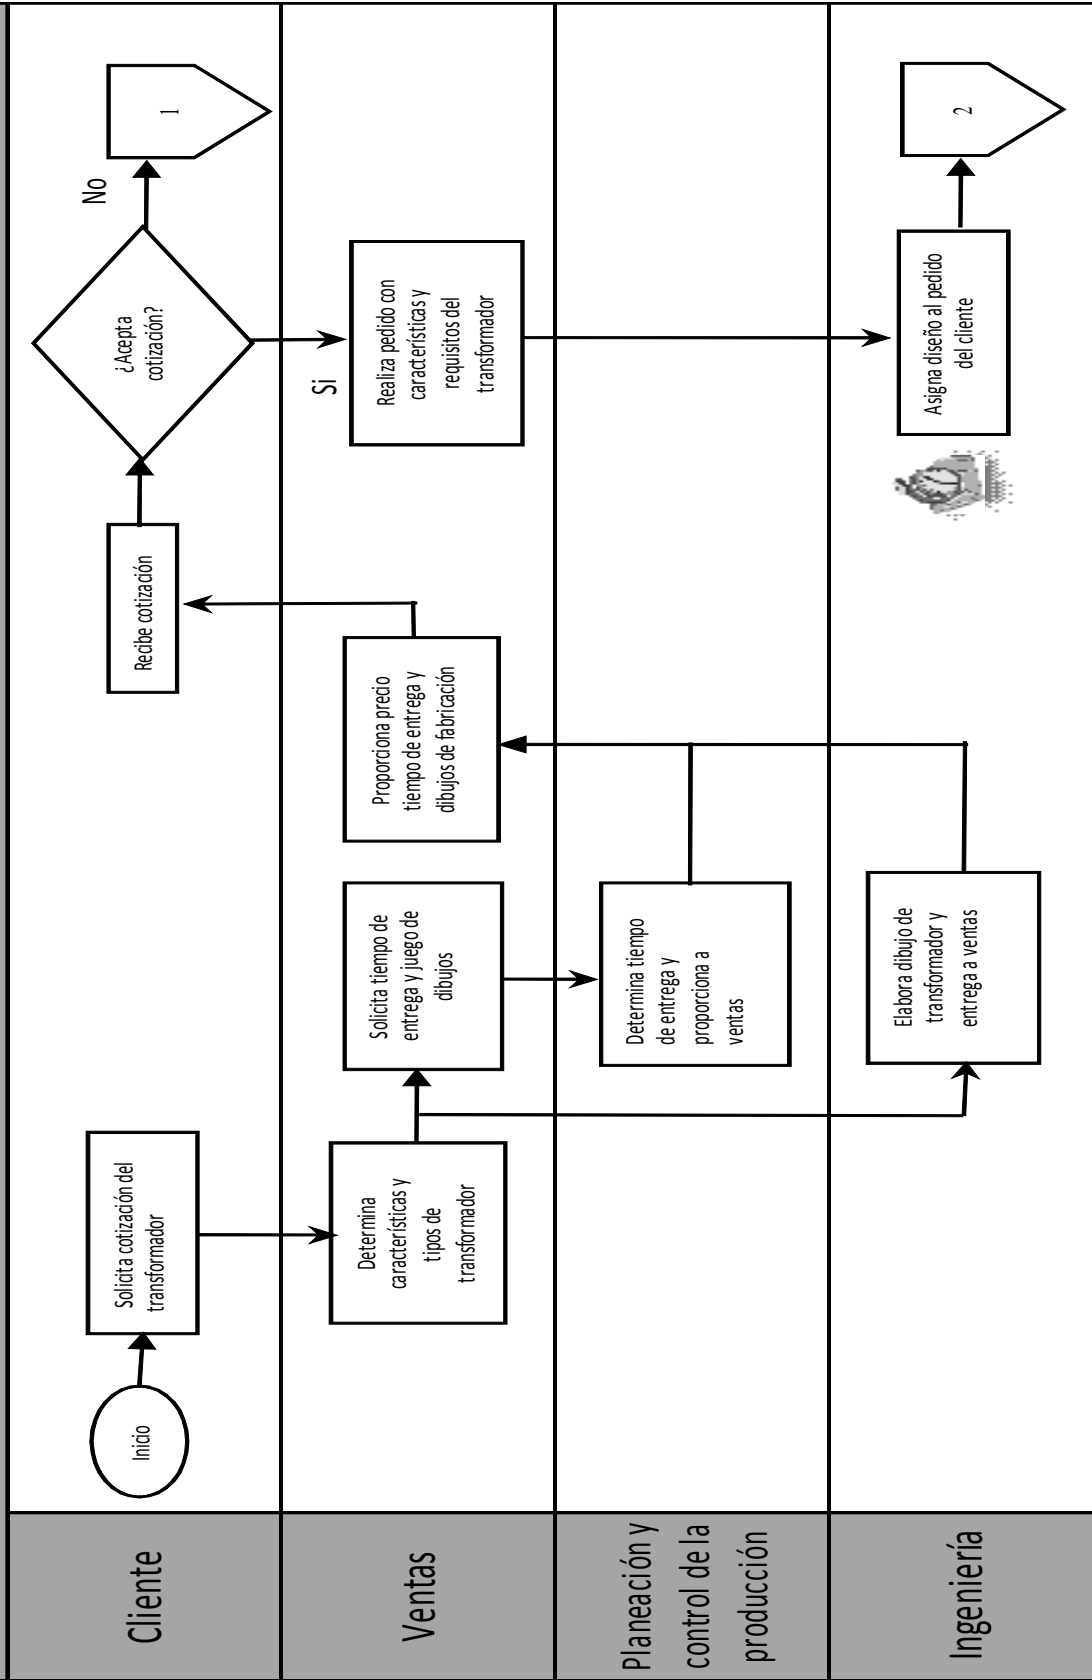 Cliente
Inicio
Solicita cotización del
transformador
Recibe cotización
¿Acepta
cotización?
No
1
Ventas
Determina
características y
tipos de
transformador
Solicita tiempo de
entrega y juego de
dibujos
Proporciona precio
tiempo de entrega y
dibujos de fabricación
Si
Realiza pedido con
características y
requisitos del
transformador
Planeación y
control de la
producción
Determina tiempo
de entrega y
proporciona a
ventas
Ingeniería
Elabora dibujo de
transformador y
entrega a ventas
Asigna diseño al pedido
del cliente
2